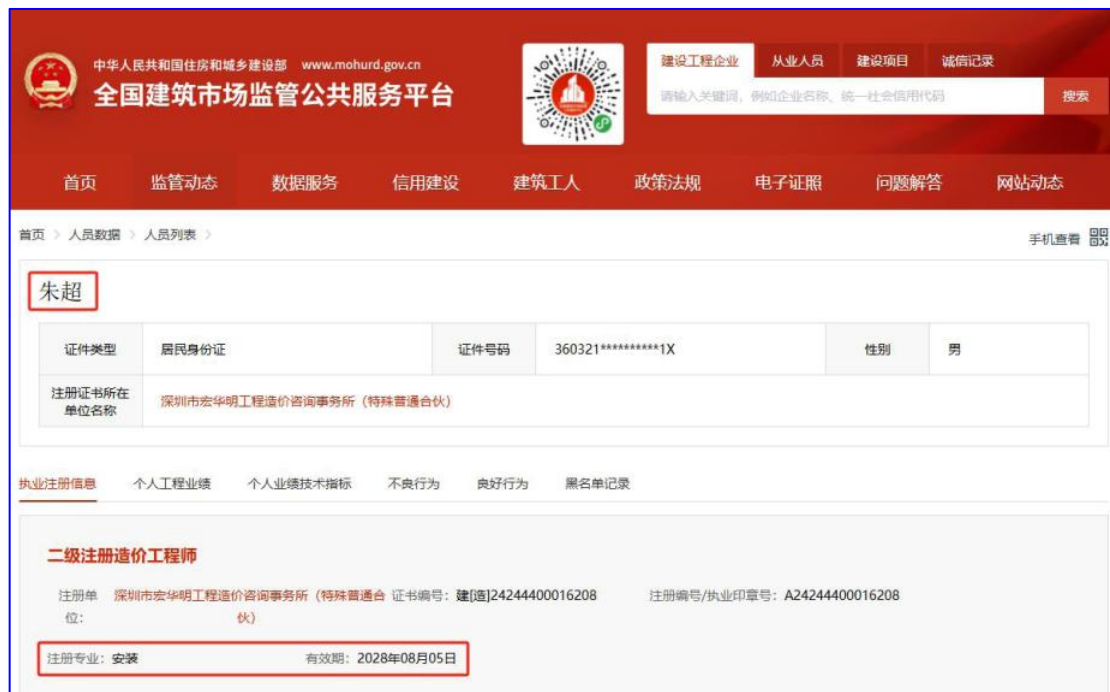 中华人民共和国住房和城乡建设部 www.mohurd.gov.cn
全国建筑市场监管公共服务平台
建设工程企业 从业人员 建设项目 诚信记录
请输入关键词，例如企业名称、统一社会信用代码 搜索
首页 监管动态 数据服务 信用建设 建筑工人 政策法规 电子证照 问题解答 网站动态
首页 > 人员数据 > 人员列表 >
手机查看
朱超
证件类型 居民身份证 证件号码 360321**********1X 性别 男
注册证书所在
单位名称
深圳市宏华明工程造价咨询事务所（特殊普通合伙）
执业注册信息 个人工程业绩 个人业绩技术指标 不良行为 良好行为 黑名单记录
二级注册造价工程师
注册单 深圳市宏华明工程造价咨询事务所（特殊普通合 证书编号：建[造]24244400016208 注册编号/执业印章号：A24244400016208
位： 伙）
注册专业：安装 有效期：2028年08月05日